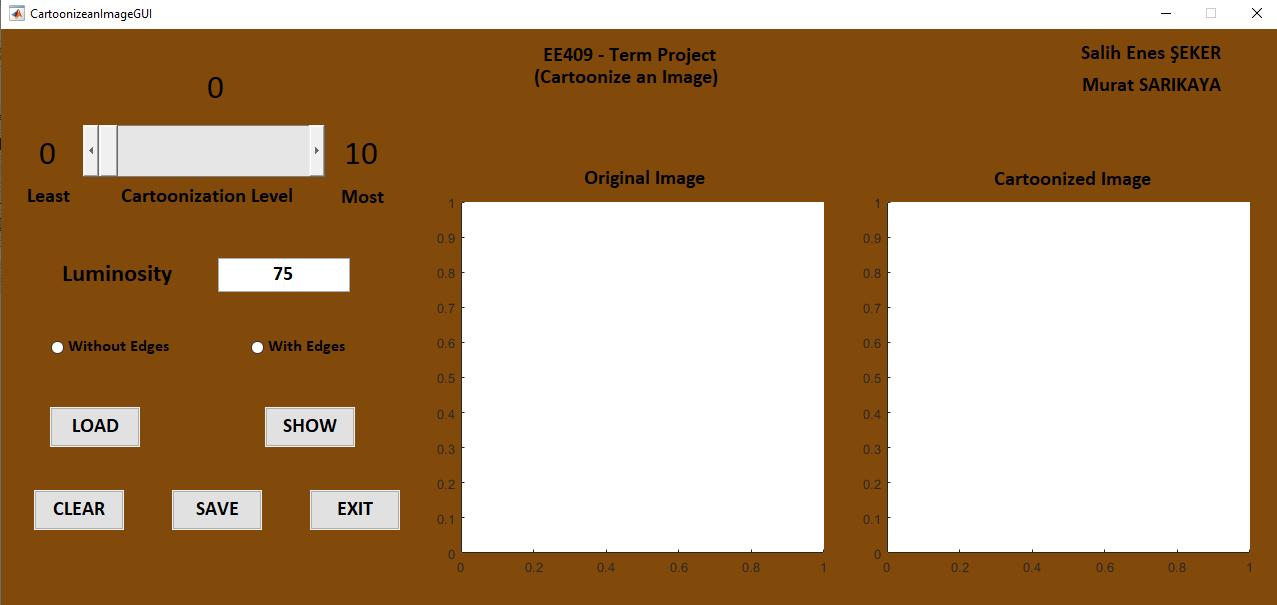 CartoonizeanImageGUI
EE409 - Term Project
(Cartoonize an Image)
Salih Enes ŞEKER
Murat SARIKAYA
0
0
10
Least
Cartoonization Level
Most
Luminosity
75
Without Edges
With Edges
LOAD
SHOW
CLEAR
SAVE
EXIT
Original Image
1
0.9
0.8
0.7
0.6
0.5
0.4
0.3
0.2
0.1
0
0 0.2 0.4 0.6 0.8 1
Cartoonized Image
1
0.9
0.8
0.7
0.6
0.5
0.4
0.3
0.2
0.1
0
0 0.2 0.4 0.6 0.8 1